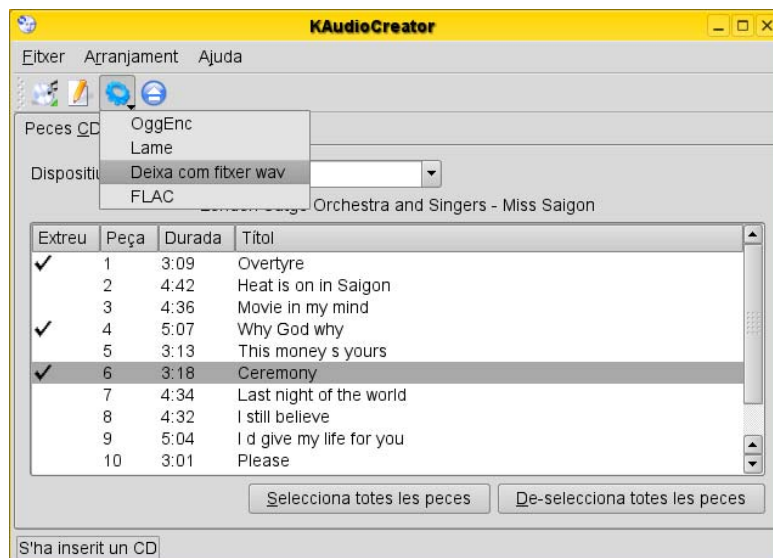 KAudioCreator
Fitxer Arranjament Ajuda
OggEnc
Peces CD
Lame
Dispositiu
Deixa com fitxer wav
FLAC
Orchestra and Singers - Miss Saigon
Extreu Peça Durada Títol
1 3:09 Overtyre
2 4:42 Heat is on in Saigon
3 4:36 Movie in my mind
4 5:07 Why God why
5 3:13 This money s yours
6 3:18 Ceremony
7 4:34 Last night of the world
8 4:32 I still believe
9 5:04 I d give my life for you
10 3:01 Please
Selecciona totes les peces De-selecciona totes les peces
S'ha inserit un CD